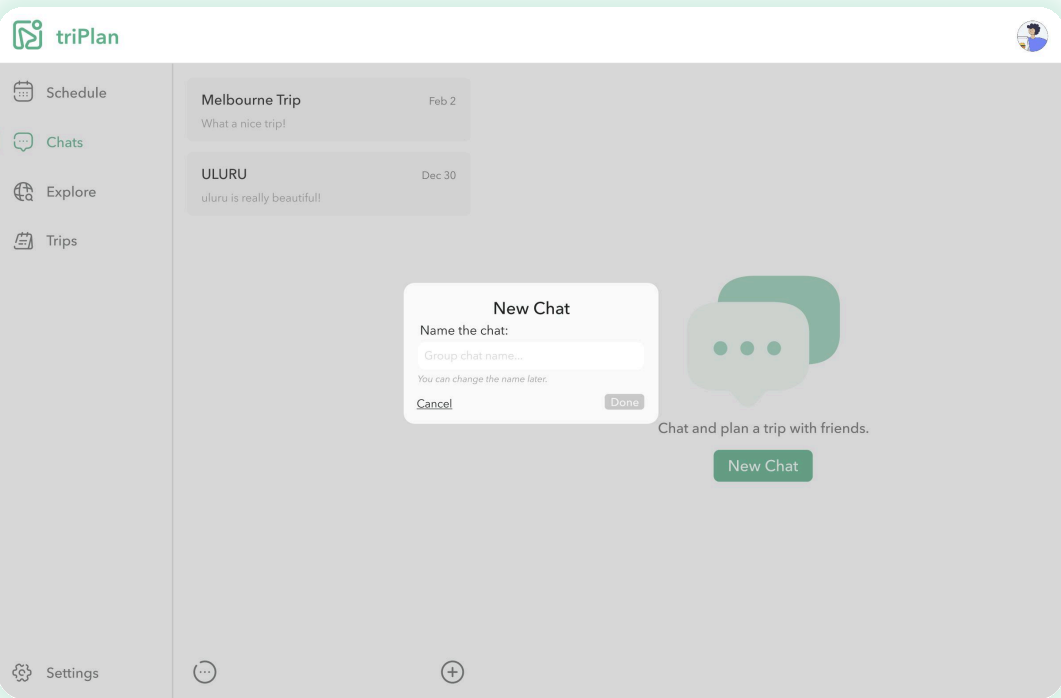 triPlan
Schedule
Chats
Explore
Trips
Settings
Melbourne Trip
Feb 2
What a nice trip!
ULURU
Dec 30
uluru is really beautiful!
New Chat
Name the chat:
Group chat name...
You can change the name later.
Cancel
Done
Chat and plan a trip with friends.
New Chat